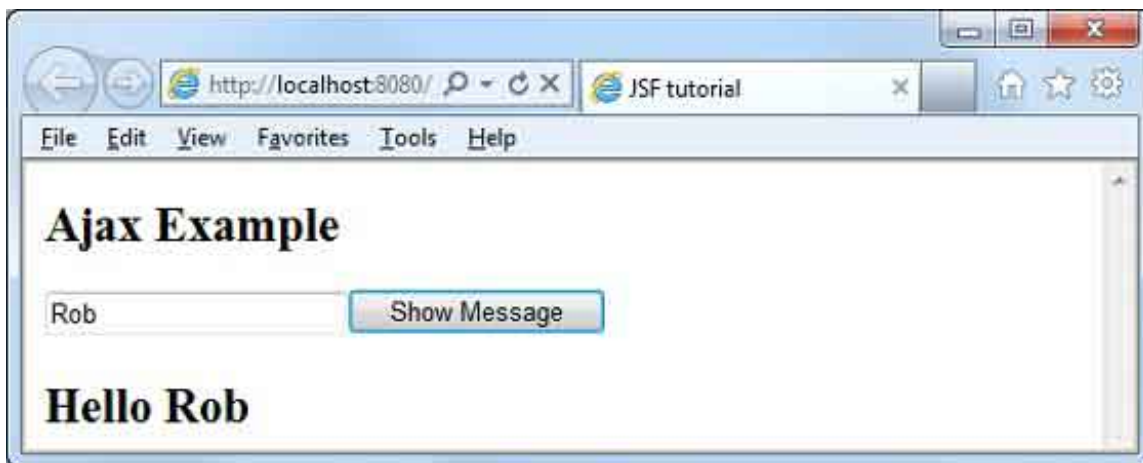 http://localhost:8080/
JSF tutorial
File Edit View Favorites Tools Help
Ajax Example
Rob
Show Message
Hello Rob